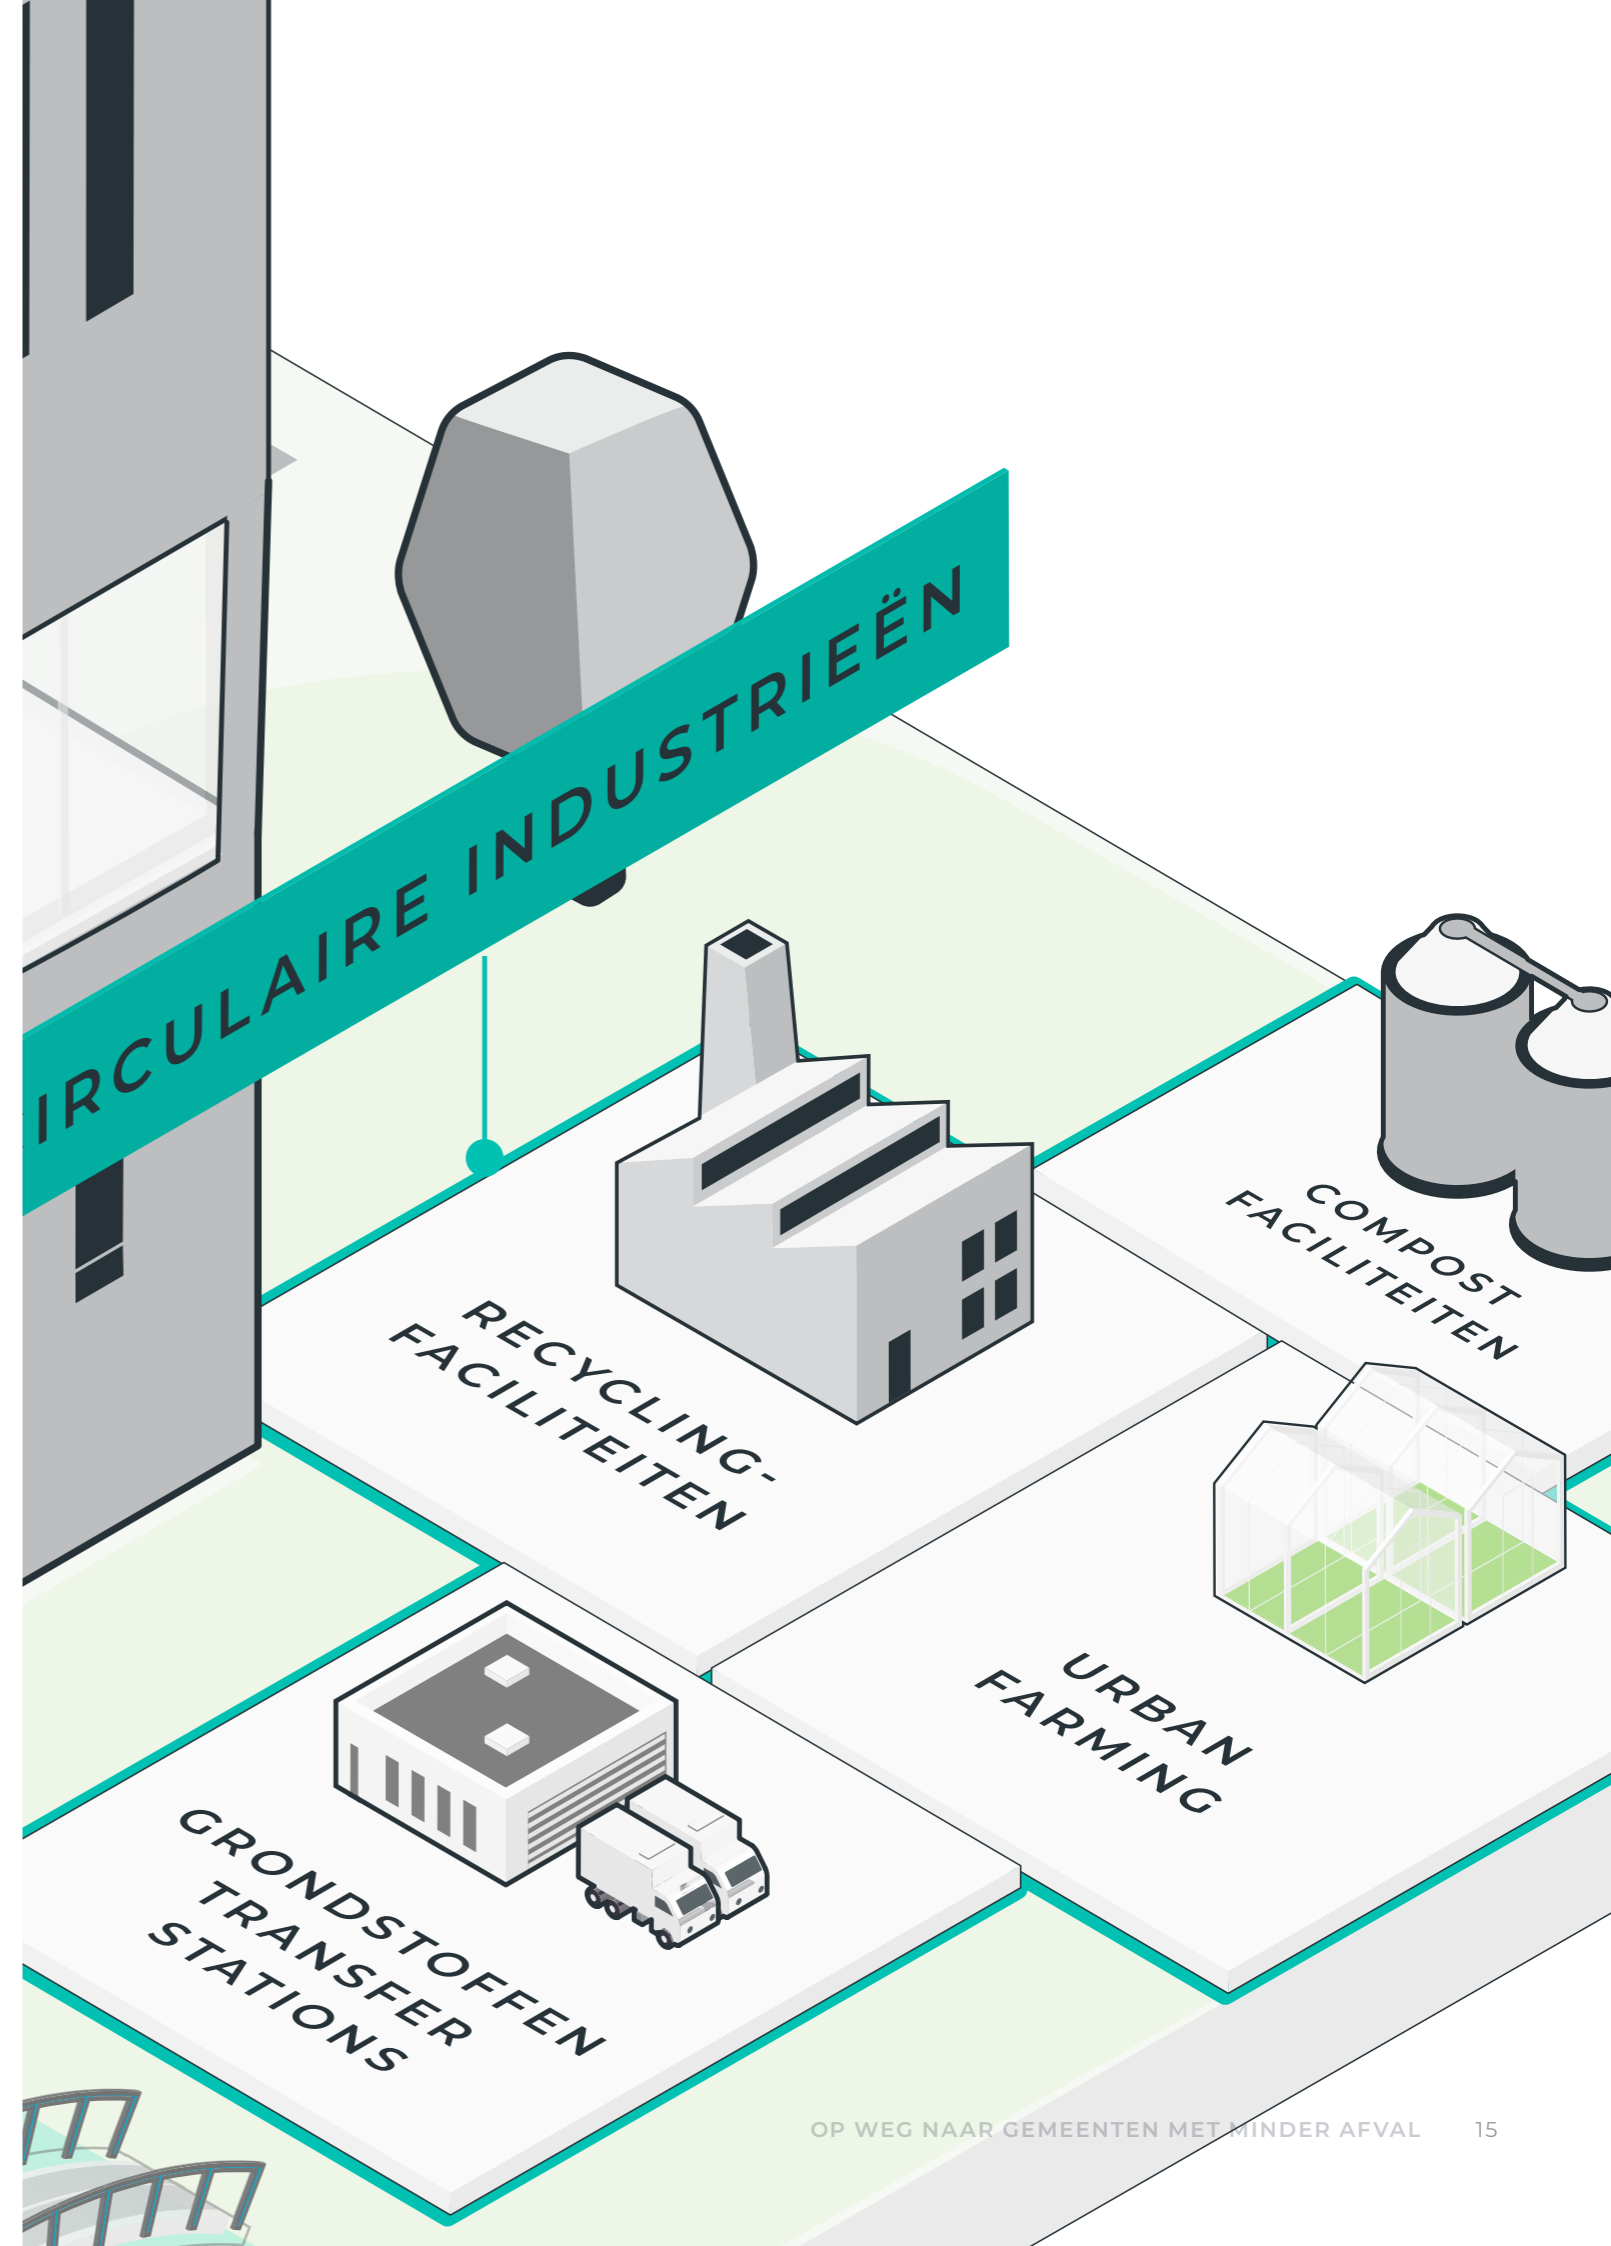 IRCULAIRE INDUSTRIEËN
COMPOST
FACILITEITEN
RECYCLING-
FACILITEITEN
URBAN
FARMING
GRONDSTOFFEN
TRANSFER
STATIONS
OP WEG NAAR GEMEENTEN MET MINDER AFVAL 15